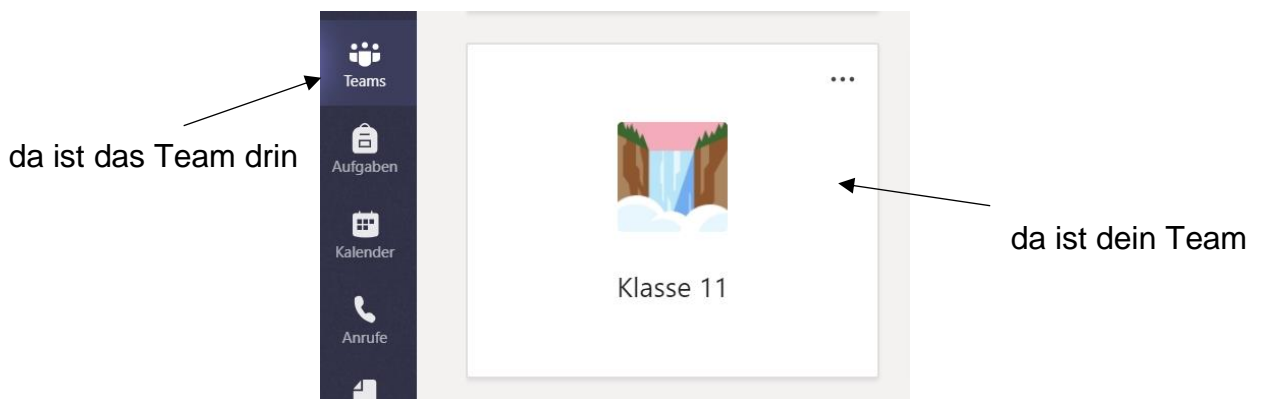 Teams
da ist das Team drin
Aufgaben
Kalender
da ist dein Team
Klasse 11
Anrufe